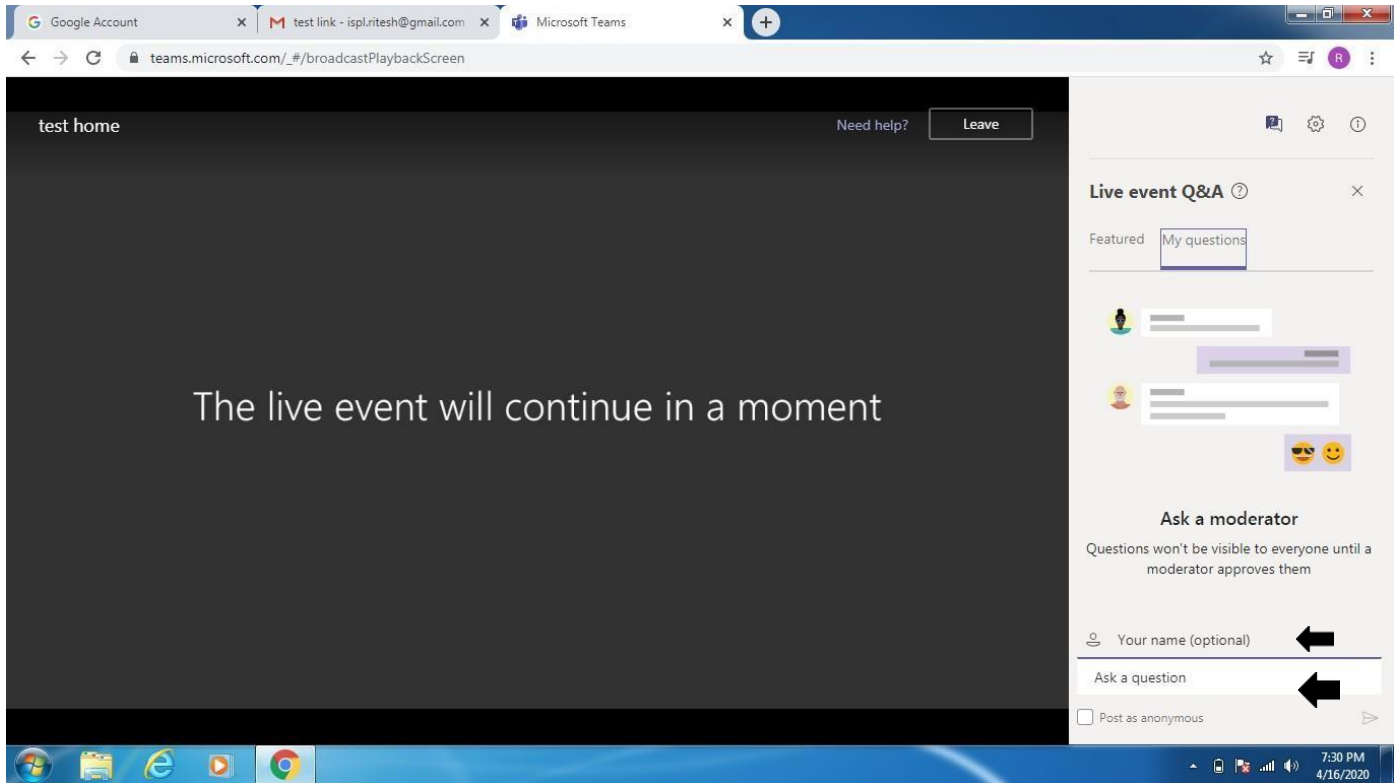 Google Account
test link - ispl.ritesh@gmail.com
Microsoft Teams
teams.microsoft.com/_#/broadcastPlaybackScreen
R
test home
Need help?
Leave
Live event Q&A
Featured
My questions
The live event will continue in a moment
Ask a moderator
Questions won't be visible to everyone until a
moderator approves them
Your name (optional)
Ask a question
Post as anonymous
7:30 PM
4/16/2020